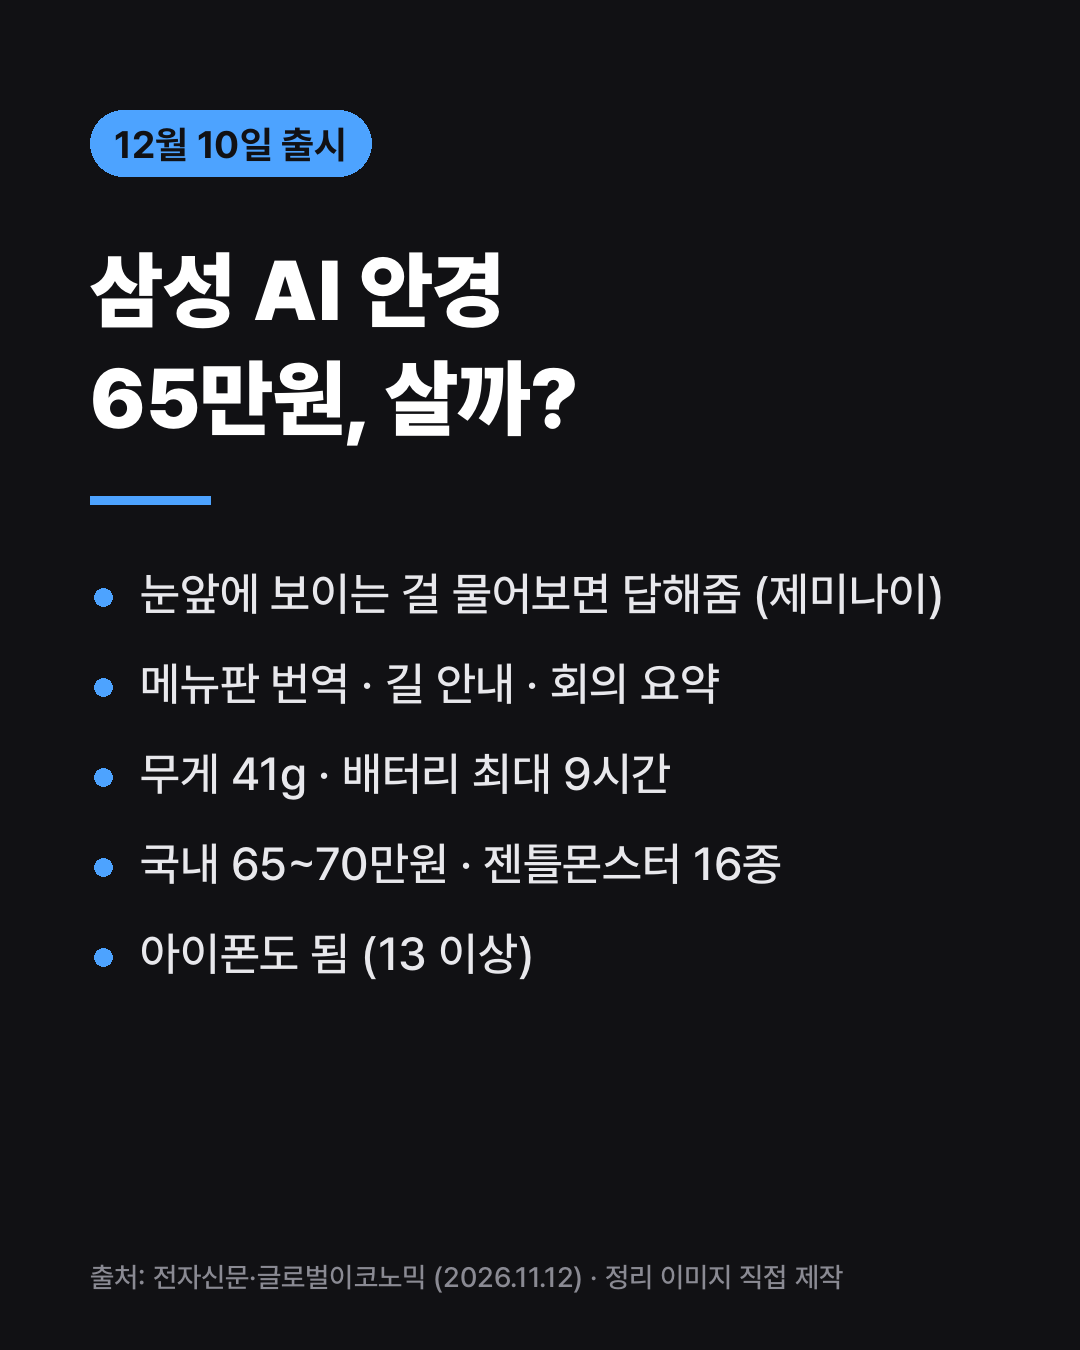 12월 10일 출시
삼성 AI 안경
65만원, 살까?
눈앞에 보이는 걸 물어보면 답해줌 (제미나이)
메뉴판 번역 · 길 안내 · 회의 요약
무게 41g · 배터리 최대 9시간
국내 65~70만원 · 젠틀몬스터 16종
아이폰도 됨 (13 이상)
출처: 전자신문·글로벌이코노믹 (2026.11.12) · 정리 이미지 직접 제작